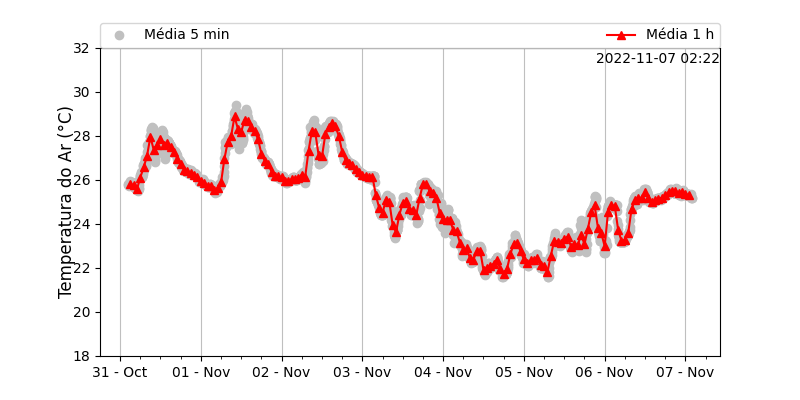 Média 5 min
Média 1 h
2022-11-07 02:22
Temperatura do Ar (°C)
32
30
28
26
24
22
20
18
31 - Oct
01 - Nov
02 - Nov
03 - Nov
04 - Nov
05 - Nov
06 - Nov
07 - Nov